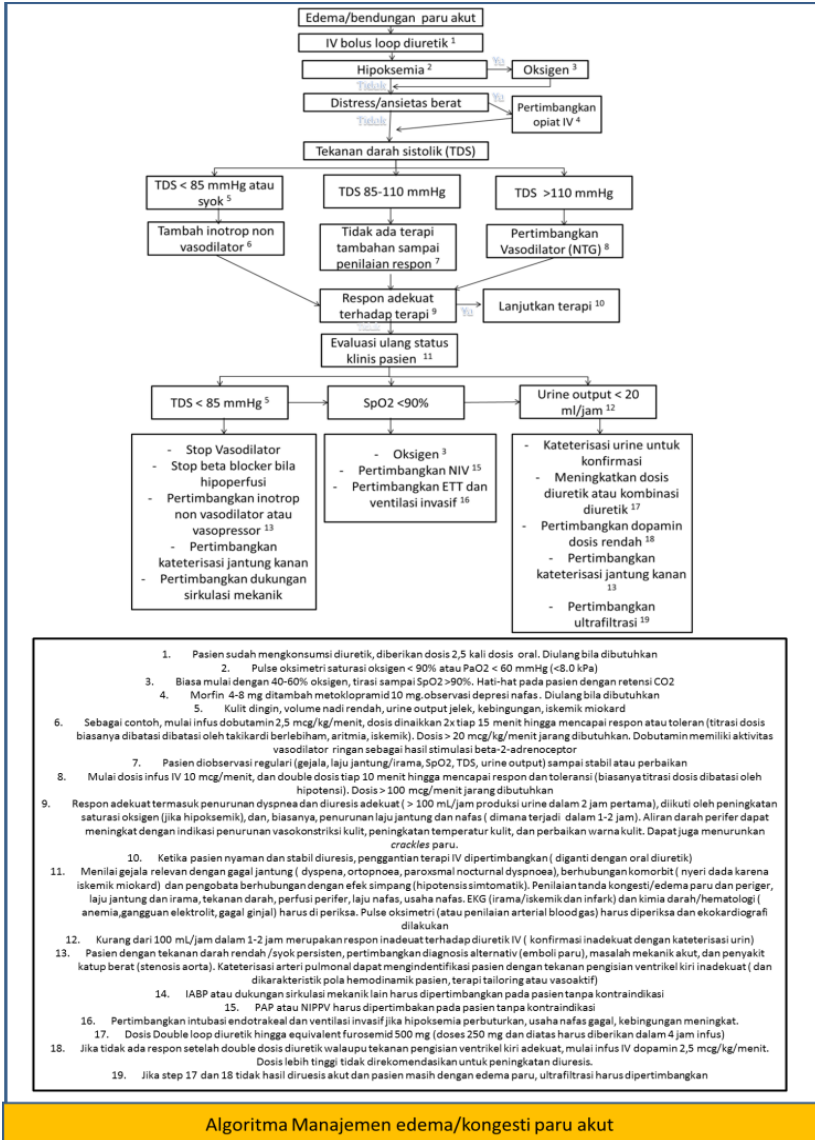 Edema/bendungan paru akut
IV bolus loop diuretik 1
Hipoksemia 2
Ya
Oksigen 3
Tidak
Distress/ansietas berat
Ya
Pertimbangkan
opiat IV 4
Tidak
Tekanan darah sistolik (TDS)
TDS < 85 mmHg atau
syok 5
TDS 85-110 mmHg
TDS >110 mmHg
Tambah inotrop non
vasodilator 6
Tidak ada terapi
tambahan sampai
penilaian respon 7
Pertimbangkan
Vasodilator (NTG) 8
Respon adekuat
terhadap terapi 9
Ya
Lanjutkan terapi 10
Tidak
Evaluasi ulang status
klinis pasien 11
TDS < 85 mmHg 5
SpO2 <90%
Urine output < 20
ml/jam 12
- Stop Vasodilator
- Stop beta blocker bila
hipoperfusi
- Pertimbangkan inotrop
non vasodilator atau
vasopressor 13
- Pertimbangkan
kateterisasi jantung kanan
- Pertimbangkan dukungan
sirkulasi mekanik
- Oksigen 3
- Pertimbangkan NIV 15
- Pertimbangkan ETT dan
ventilasi invasif 16
- Kateterisasi urine untuk
konfirmasi
- Meningkatkan dosis
diuretik atau kombinasi
diuretik 17
- Pertimbangkan dopamin
dosis rendah 18
- Pertimbangkan
kateterisasi jantung kanan
13
- Pertimbangkan
ultrafiltrasi 19
1. Pasien sudah mengkonsumsi diuretik, diberikan dosis 2,5 kali dosis oral. Diulang bila dibutuhkan
2. Pulse oksimetri saturasi oksigen < 90% atau PaO2 < 60 mmHg (<8.0 kPa)
3. Biasa mulai dengan 40-60% oksigen, tirasi sampai SpO2 >90%. Hati-hat pada pasien dengan retensi CO2
4. Morfin 4-8 mg ditambah metoklopramid 10 mg.observasi depresi nafas. Diulang bila dibutuhkan
5. Kulit dingin, volume nadi rendah, urine output jelek, kebingungan, iskemik miokard
6. Sebagai contoh, mulai infus dobutamin 2,5 mcg/kg/menit, dosis dinaikkan 2x tiap 15 menit hingga mencapai respon atau toleran (titrasi dosis
biasanya dibatasi dibatasi oleh takikardi berlebiham, aritmia, iskemik). Dosis > 20 mcg/kg/menit jarang dibutuhkan. Dobutamin memiliki aktivitas
vasodilator ringan sebagai hasil stimulasi beta-2-adrenoceptor
7. Pasien diobservasi regulari (gejala, laju jantung/irama, SpO2, TDS, urine output) sampai stabil atau perbaikan
8. Mulai dosis infus IV 10 mcg/menit, dan double dosis tiap 10 menit hingga mencapai respon dan toleransi (biasanya titrasi dosis dibatasi oleh
hipotensi). Dosis > 100 mcg/menit jarang dibutuhkan
9. Respon adekuat termasuk penurunan dyspnea dan diuresis adekuat ( > 100 mL/jam produksi urine dalam 2 jam pertama), diikuti oleh peningkatan
saturasi oksigen (jika hipoksemik), dan, biasanya, penurunan laju jantung dan nafas ( dimana terjadi dalam 1-2 jam). Aliran darah perifer dapat
meningkat dengan indikasi penurunan vasokonstriksi kulit, peningkatan temperatur kulit, dan perbaikan warna kulit. Dapat juga menurunkan
crackles paru.
10. Ketika pasien nyaman dan stabil diuresis, penggantian terapi IV dipertimbangkan ( diganti dengan oral diuretik)
11. Menilai gejala relevan dengan gagal jantung ( dyspena, ortopnoea, paroxsmal nocturnal dyspnoea), berhubungan komorbit ( nyeri dada karena
iskemik miokard) dan pengobata berhubungan dengan efek simpang (hipotensis simtomatik). Penilaian tanda kongesti/edema paru dan periger,
laju jantung dan irama, tekanan darah, perfusi perifer, laju nafas, usaha nafas. EKG (irama/iskemik dan infark) dan kimia darah/hematologi (
anemia,gangguan elektrolit, gagal ginjal) harus di periksa. Pulse oksimetri (atau penilaian arterial blood gas) harus diperiksa dan ekokardiografi
dilakukan
12. Kurang dari 100 mL/jam dalam 1-2 jam merupakan respon inadeuat terhadap diuretik IV ( konfirmasi inadekuat dengan kateterisasi urin)
13. Pasien dengan tekanan darah rendah /syok persisten, pertimbangkan diagnosis alternativ (emboli paru), masalah mekanik akut, dan penyakit
katup berat (stenosis aorta). Kateterisasi arteri pulmonal dapat mengindentifikasi pasien dengan tekanan pengisian ventrikel kiri inadekuat ( dan
dikarakteristik pola hemodinamik pasien, terapi tailoring atau vasoaktif)
14. IABP atau dukungan sirkulasi mekanik lain harus dipertimbangkan pada pasien tanpa kontraindikasi
15. PAP atau NIPPV harus dipertimbakan pada pasien tanpa kontraindikasi
16. Pertimbangkan intubasi endotrakeal dan ventilasi invasif jika hipoksemia perbuturkan, usaha nafas gagal, kebingungan meningkat.
17. Dosis Double loop diuretik hingga equivalent furosemid 500 mg (doses 250 mg dan diatas harus diberikan dalam 4 jam infus)
18. Jika tidak ada respon setelah double dosis diuretik walaupu tekanan pengisian ventrikel kiri adekuat, mulai infus IV dopamin 2,5 mcg/kg/menit.
Dosis lebih tinggi tidak direkomendasikan untuk peningkatan diuresis.
19. Jika step 17 dan 18 tidak hasil diruesis akut dan pasien masih dengan edema paru, ultrafiltrasi harus dipertimbangkan
Algoritma Manajemen edema/kongesti paru akut